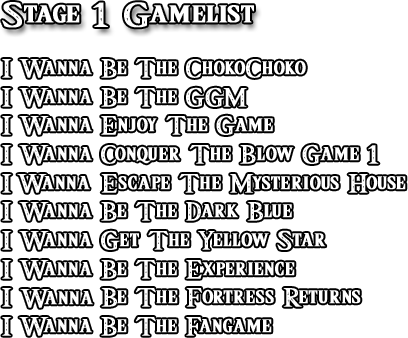 Stage 1 Gamelist
I Wanna Be The ChokoChoko
I Wanna Be The GGM
I Wanna Enjoy The Game
I Wanna Conquer The Blow Game 1
I Wanna Escape The Mysterious House
I Wanna Be The Dark Blue
I Wanna Get The Yellow Star
I Wanna Be The Experience
I Wanna Be The Fortress Returns
I Wanna Be The Fangame